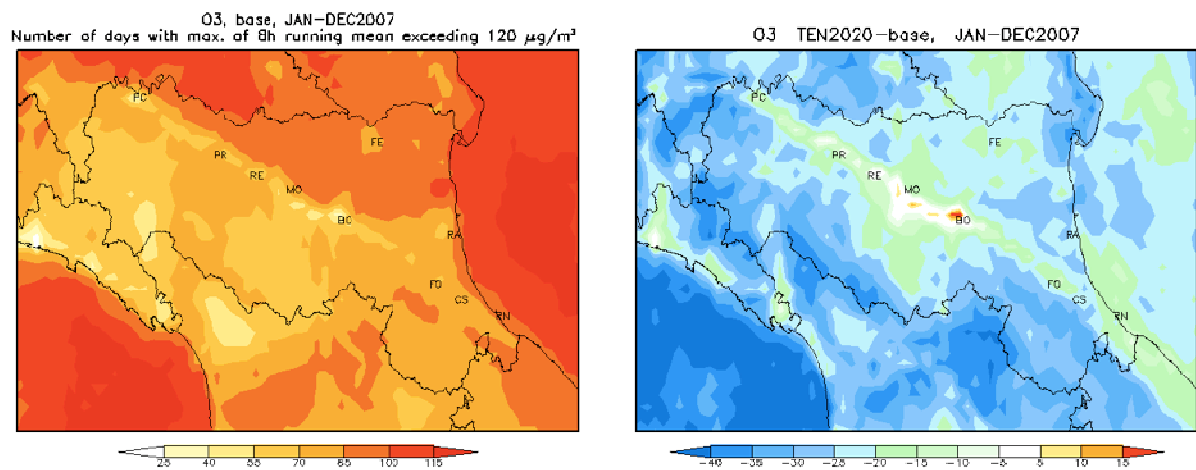 O3, base, JAN-DEC2007
Number of days with max. of 8h running mean exceeding 120 μg/m³
PC
FE
PR
RE
MO
BO
RA
FO
CS
RN
25 40 55 70 85 100 115
O3 TEN2020-base, JAN-DEC2007
PC
FE
PR
RE
MO
BO
RA
FO
CS
RN
-40 -35 -30 -25 -20 -15 -10 -5 5 10 15